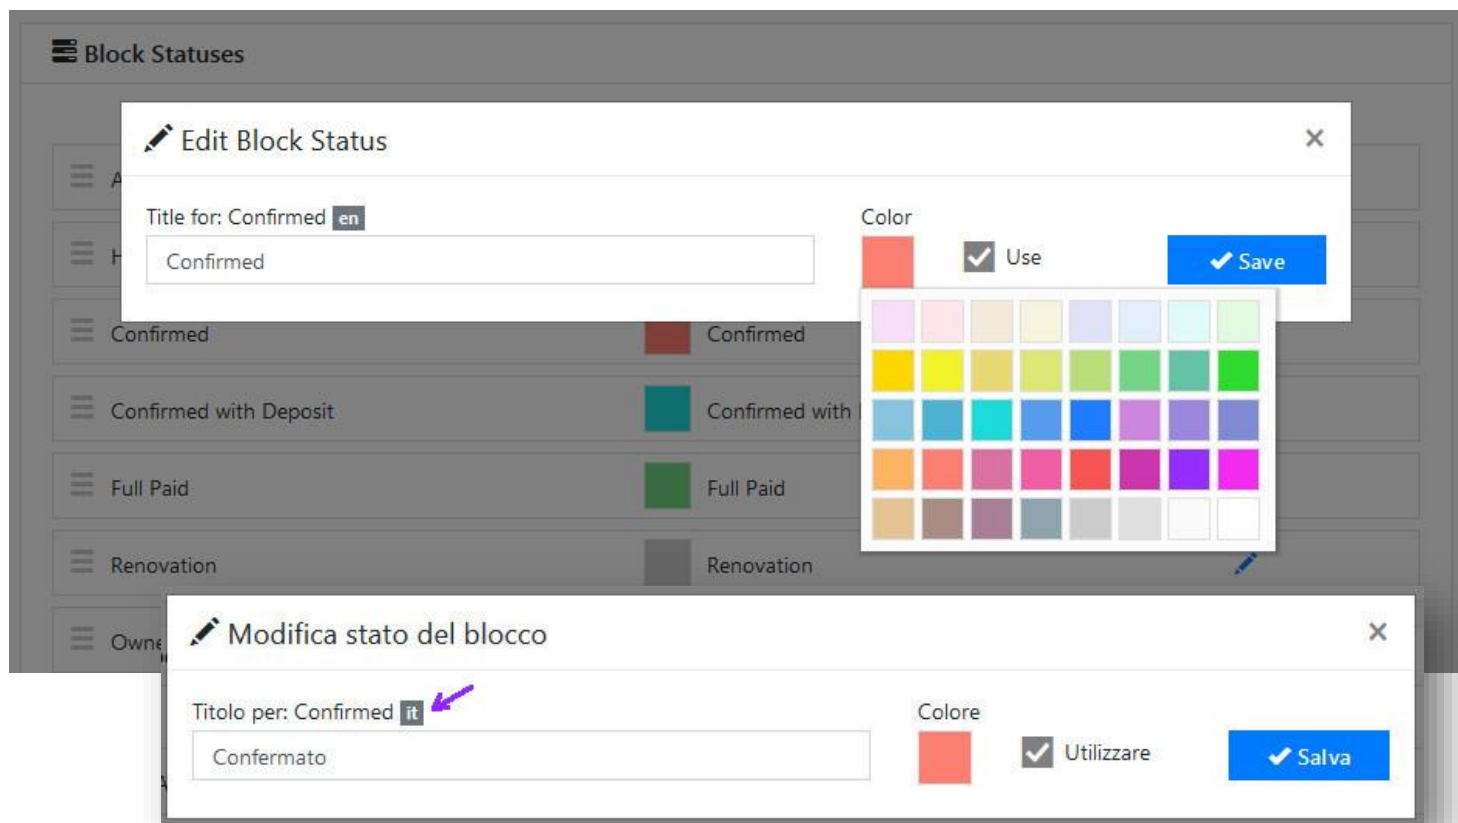 Block Statuses
Edit Block Status ×
Title for: Confirmed en
Color
Confirmed
Use
Save
Confirmed Confirmed
Confirmed with Deposit Confirmed with
Full Paid Full Paid
Renovation Renovation
Modifica stato del blocco ×
Titolo per: Confirmed it
Colore
Confermato
Utilizzare
Salva